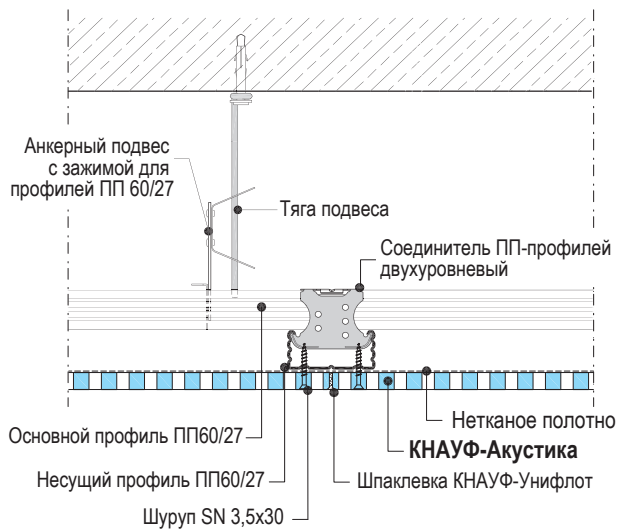 Анкерный подвес
с зажимой для
профилей ПП 60/27
Тяга подвеса
Соединитель ПП-профилей
двухуровневый
Нетканое полотно
Основной профиль ПП60/27
КНАУФ-Акустика
Несущий профиль ПП60/27
Шпаклевка КНАУФ-Унифлот
Шуруп SN 3,5х30